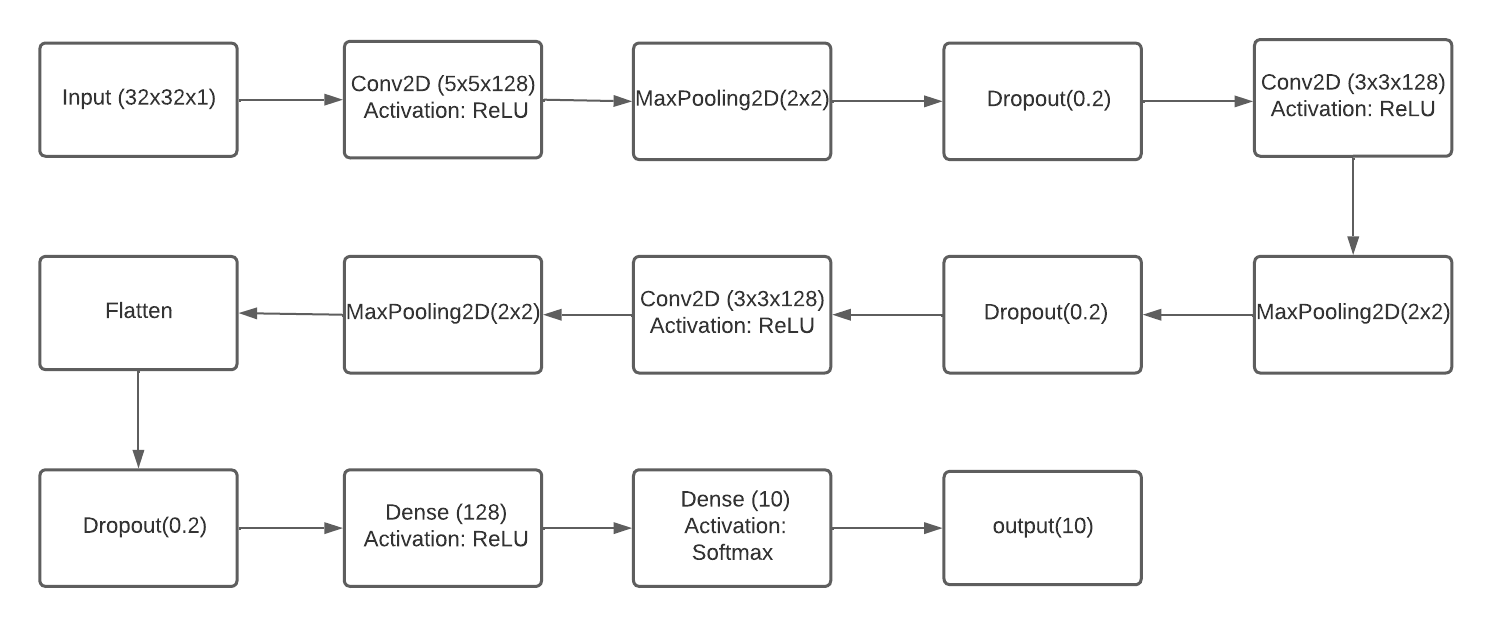 Input (32x32x1)
Conv2D (5x5x128)
Activation: ReLU
MaxPooling2D(2x2)
Dropout(0.2)
Conv2D (3x3x128)
Activation: ReLU
MaxPooling2D(2x2)
Dropout(0.2)
Conv2D (3x3x128)
Activation: ReLU
MaxPooling2D(2x2)
Flatten
Dropout(0.2)
Dense (128)
Activation: ReLU
Dense (10)
Activation:
Softmax
output(10)